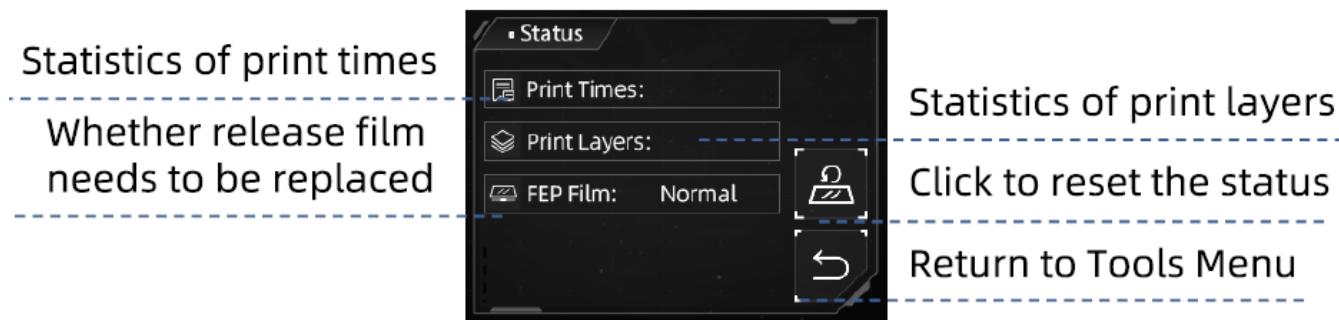 Statistics of print times
Whether release film
needs to be replaced
Status
Print Times:
Print Layers:
FEP Film: Normal
Statistics of print layers
Click to reset the status
Return to Tools Menu